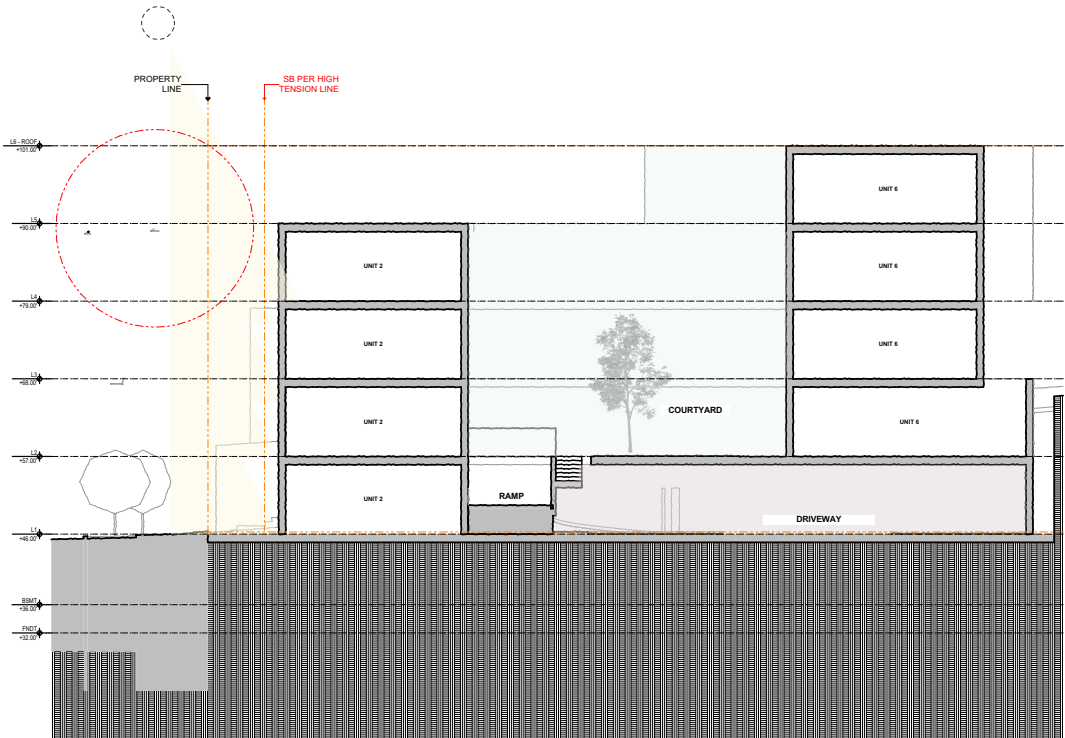 PROPERTY
LINE
SB PER HIGH
TENSION LINE
L6 - ROOF
+101.00'
UNIT 6
L5
+90.00'
UNIT 2
UNIT 6
L4
+79.00'
UNIT 2
UNIT 6
L3
+68.00'
COURTYARD
UNIT 2
UNIT 6
L2
+57.00'
UNIT 2
RAMP
DRIVEWAY
L1
+46.00'
BSMT
+36.00'
FNDT
+32.00'